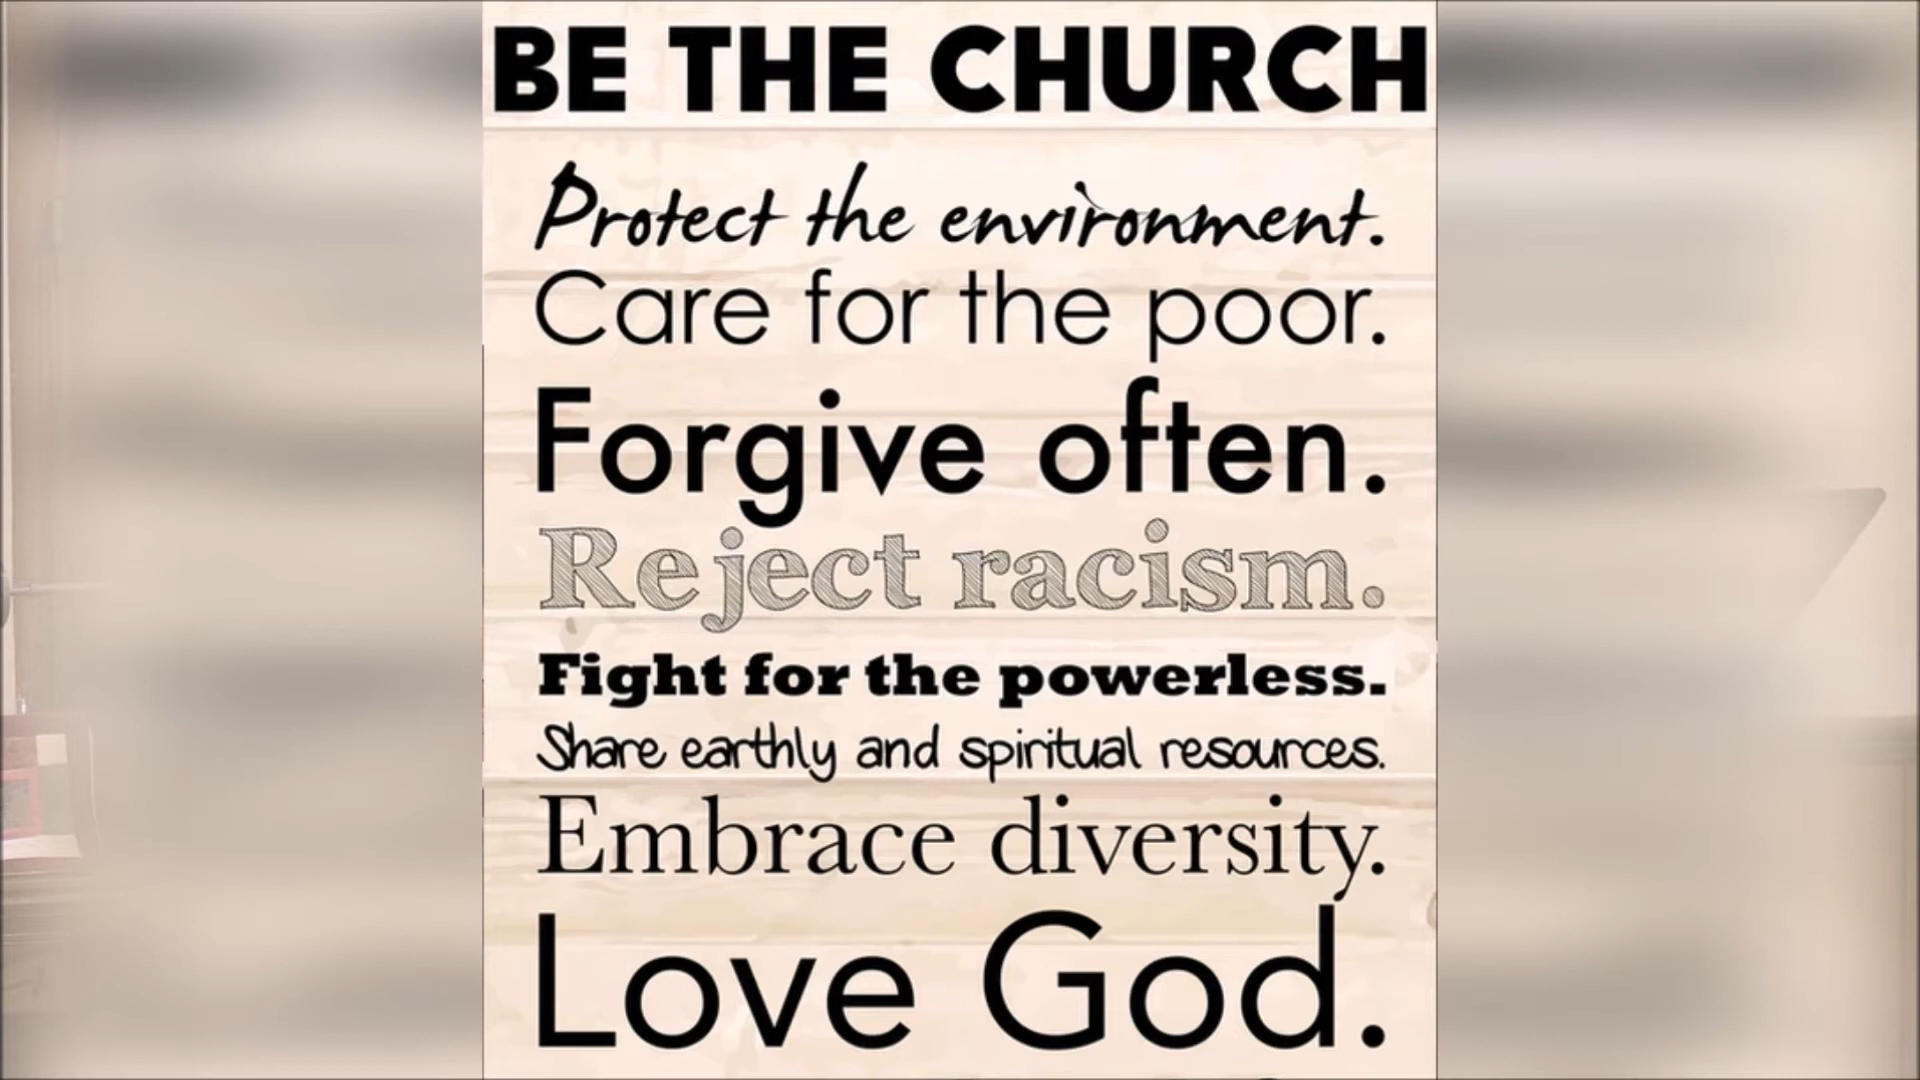 BE THE CHURCH
Protect the environment.
Care for the poor.
Forgive often.
Reject racism.
Fight for the powerless.
Share earthly and spiritual resources.
Embrace diversity.
Love God.